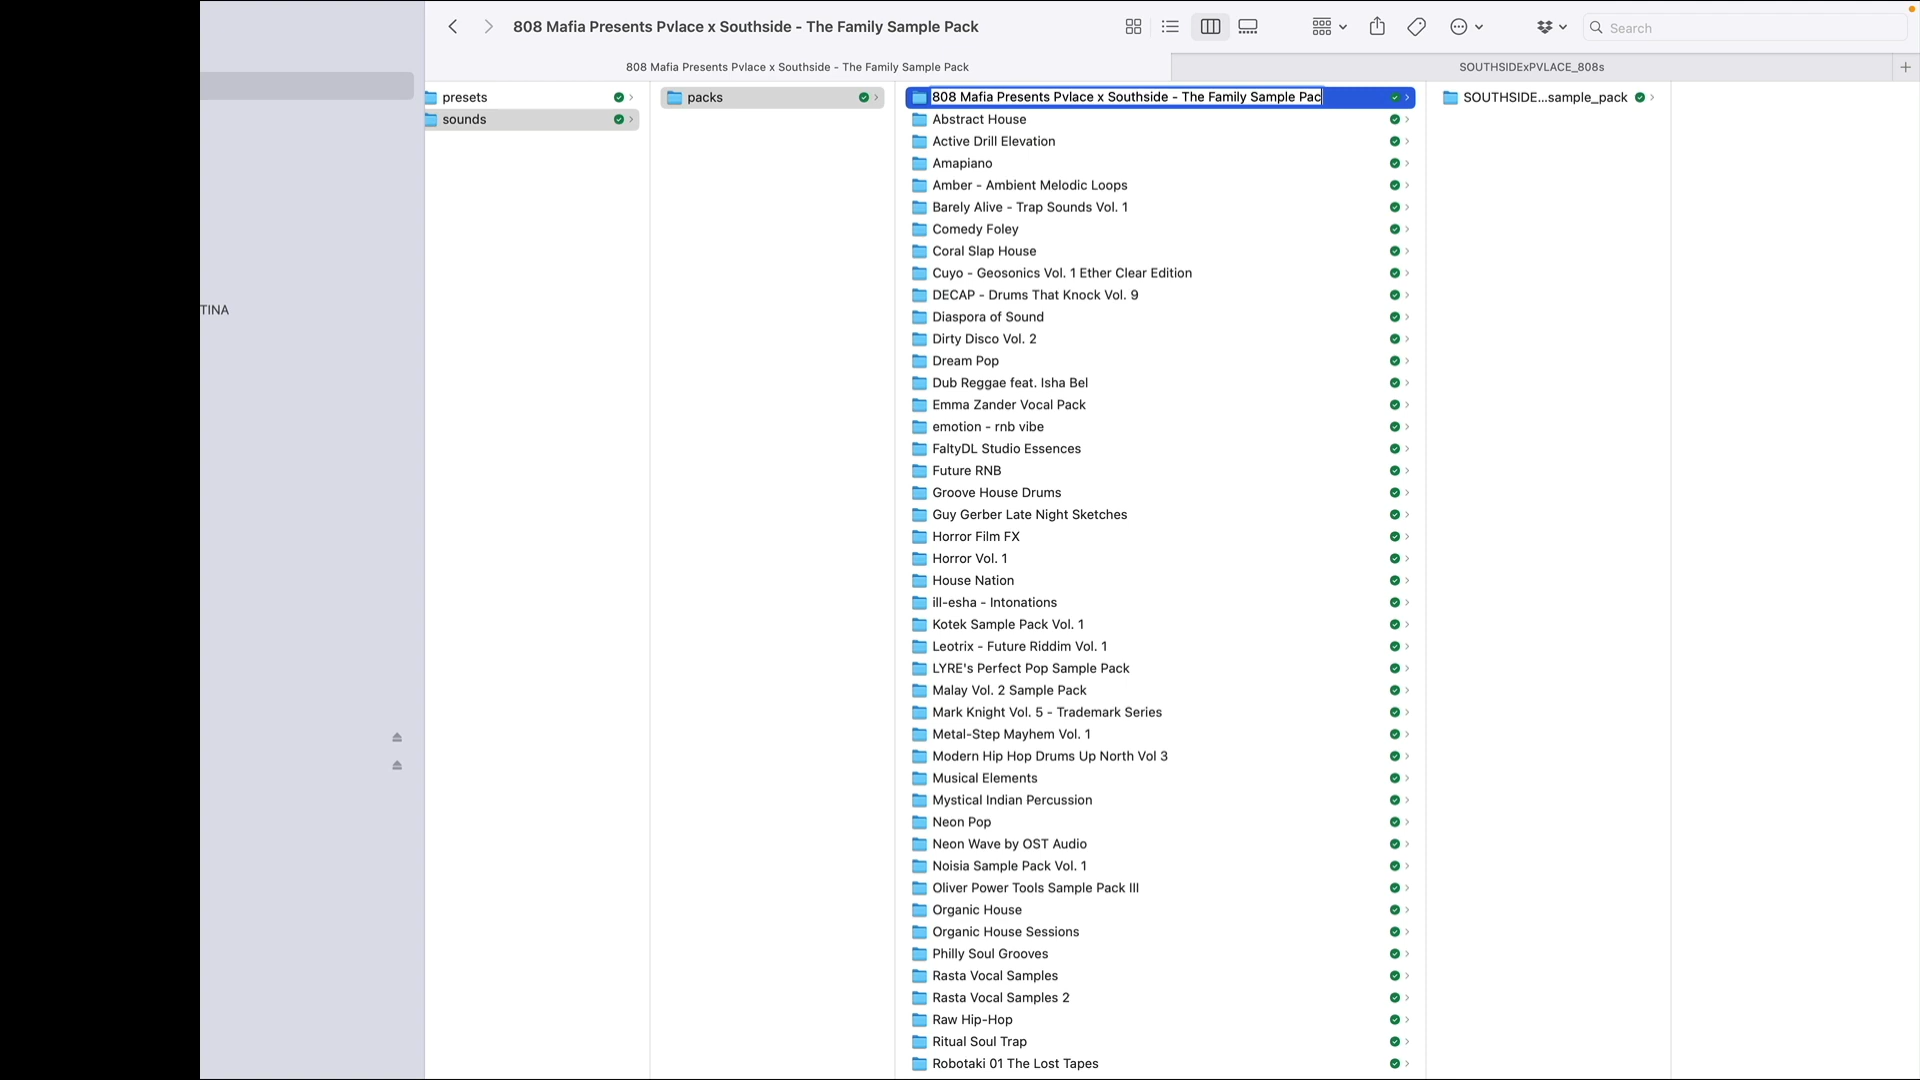 808 Mafia Presents Pvlace x Southside - The Family Sample Pack
Search
808 Mafia Presents Pvlace x Southside - The Family Sample Pack
SOUTHSIDExPVLACE_808s
TINA
presets
sounds
packs
808 Mafia Presents Pvlace x Southside - The Family Sample Pac
Abstract House
Active Drill Elevation
Amapiano
Amber - Ambient Melodic Loops
Barely Alive - Trap Sounds Vol. 1
Comedy Foley
Coral Slap House
Cuyo - Geosonics Vol. 1 Ether Clear Edition
DECAP - Drums That Knock Vol. 9
Diaspora of Sound
Dirty Disco Vol. 2
Dream Pop
Dub Reggae feat. Isha Bel
Emma Zander Vocal Pack
emotion - rnb vibe
FaltyDL Studio Essences
Future RNB
Groove House Drums
Guy Gerber Late Night Sketches
Horror Film FX
Horror Vol. 1
House Nation
ill-esha - Intonations
Kotek Sample Pack Vol. 1
Leotrix - Future Riddim Vol. 1
LYRE's Perfect Pop Sample Pack
Malay Vol. 2 Sample Pack
Mark Knight Vol. 5 - Trademark Series
Metal-Step Mayhem Vol. 1
Modern Hip Hop Drums Up North Vol 3
Musical Elements
Mystical Indian Percussion
Neon Pop
Neon Wave by OST Audio
Noisia Sample Pack Vol. 1
Oliver Power Tools Sample Pack III
Organic House
Organic House Sessions
Philly Soul Grooves
Rasta Vocal Samples
Rasta Vocal Samples 2
Raw Hip-Hop
Ritual Soul Trap
Robotaki 01 The Lost Tapes
SOUTHSIDE...sample_pack